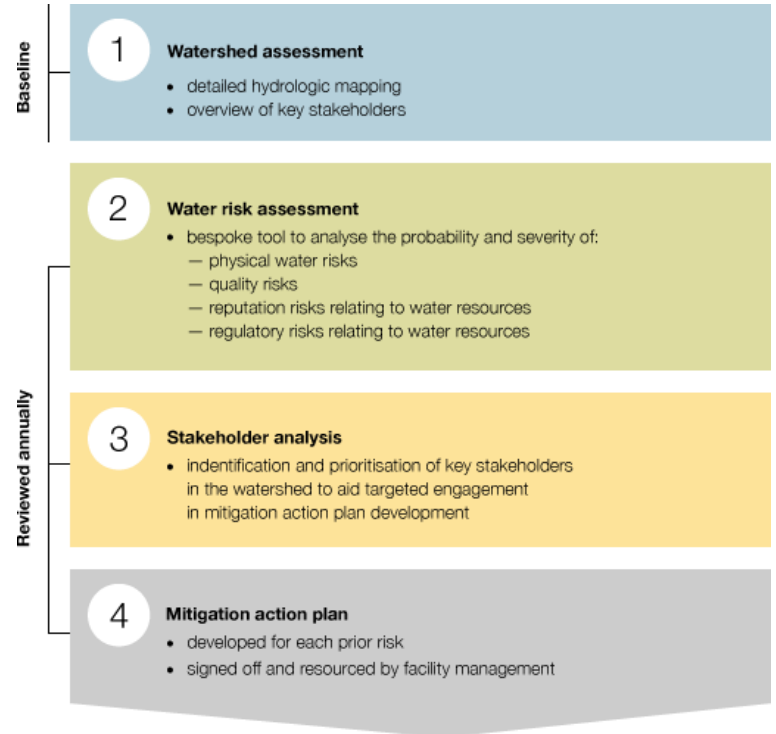 Baseline
1
Watershed assessment
• detailed hydrologic mapping
• overview of key stakeholders
Reviewed annually
2
Water risk assessment
• bespoke tool to analyse the probability and severity of:
— physical water risks
— quality risks
— reputation risks relating to water resources
— regulatory risks relating to water resources
3
Stakeholder analysis
• indentification and prioritisation of key stakeholders
in the watershed to aid targeted engagement
in mitigation action plan development
4
Mitigation action plan
• developed for each prior risk
• signed off and resourced by facility management